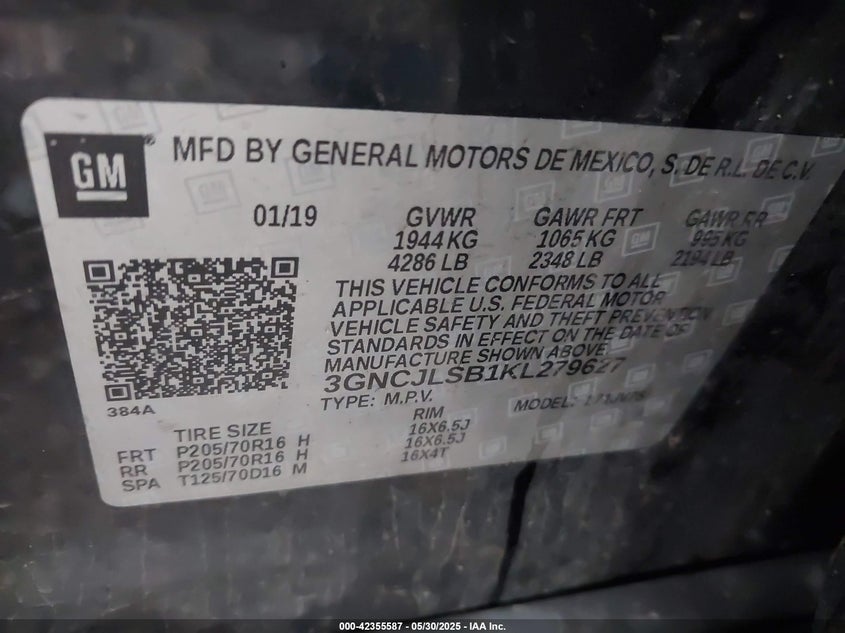 GM
MFD BY GENERAL MOTORS DE MEXICO, S. DE R.L. DE C.V.
01/19 GVWR GAWR FRT GAWR RR
1944 KG 1065 KG 995 KG
4286 LB 2348 LB 2194 LB
THIS VEHICLE CONFORMS TO ALL
APPLICABLE U.S. FEDERAL MOTOR
VEHICLE SAFETY AND THEFT PREVENTION
STANDARDS IN EFFECT ON THE DATE OF
MANUFACTURE SHOWN ABOVE.
3GNCJLSB1KL279627
384A
TYPE: M.P.V. MODEL:
TIRE SIZE RIM
FRT P205/70R16 H 16X6.5J
RR P205/70R16 H 16X6.5J
SPA T125/70D16 M 16X4T
000-42355587 - 05/30/2025 - IAA Inc.